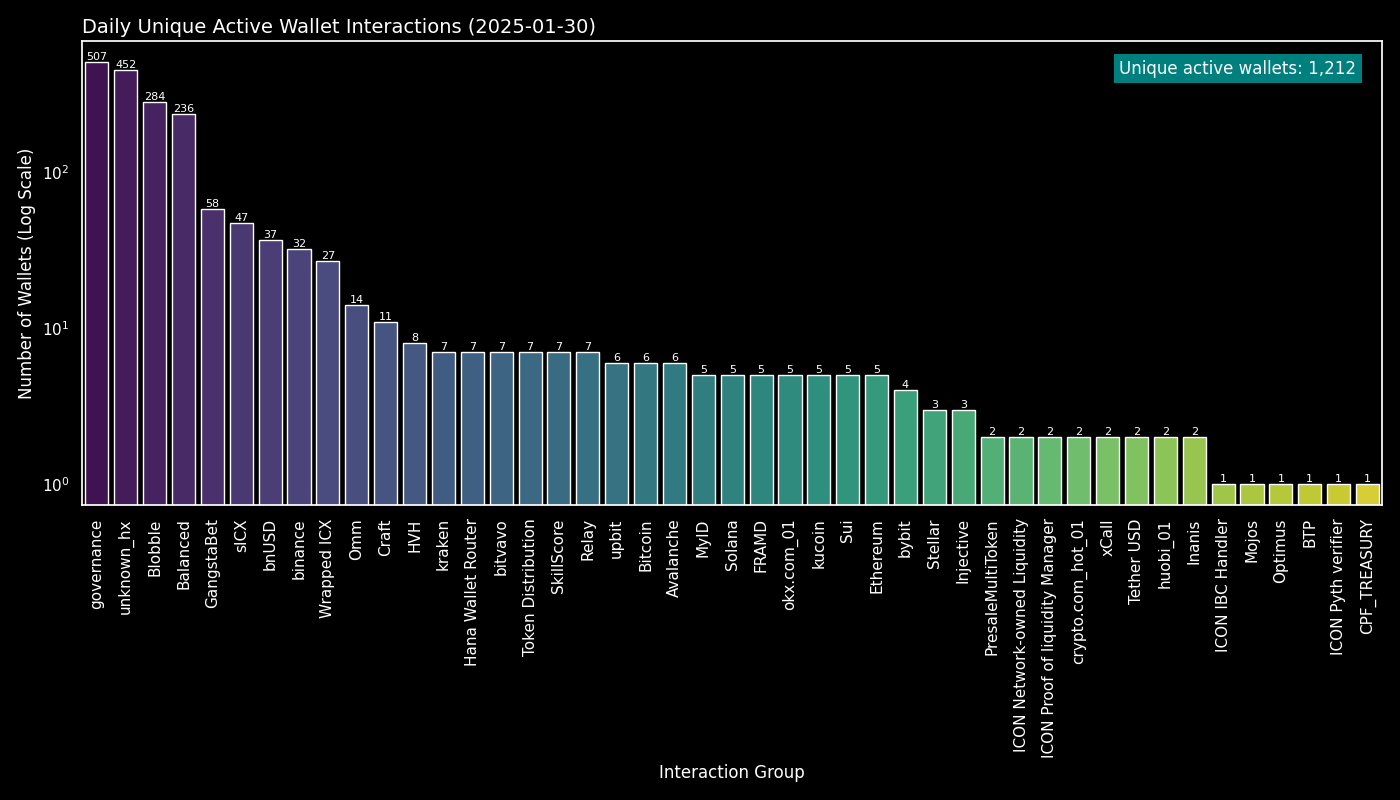 Daily Unique Active Wallet Interactions (2025-01-30)
Unique active wallets: 1,212
Number of Wallets (Log Scale)
10²
10¹
10⁰
507
452
284
236
58
47
37
32
27
14
11
8
7
7
7
7
7
7
6
6
6
5
5
5
5
5
5
5
4
3
3
2
2
2
2
2
2
2
2
1
1
1
1
1
1
governance
unknown_hx
Blobble
Balanced
GangstaBet
sICX
bnUSD
binance
Wrapped ICX
Omm
Craft
HVH
kraken
Hana Wallet Router
bitvavo
Token Distribution
SkillScore
Relay
upbit
Bitcoin
Avalanche
MyID
Solana
FRAMD
okx.com_01
kucoin
Sui
Ethereum
bybit
Stellar
Injective
PresaleMultiToken
ICON Network-owned Liquidity
ICON Proof of liquidity Manager
crypto.com_hot_01
xCall
Tether USD
huobi_01
Inanis
ICON IBC Handler
Mojos
Optimus
BTP
ICON Pyth verifier
CPF_TREASURY
Interaction Group